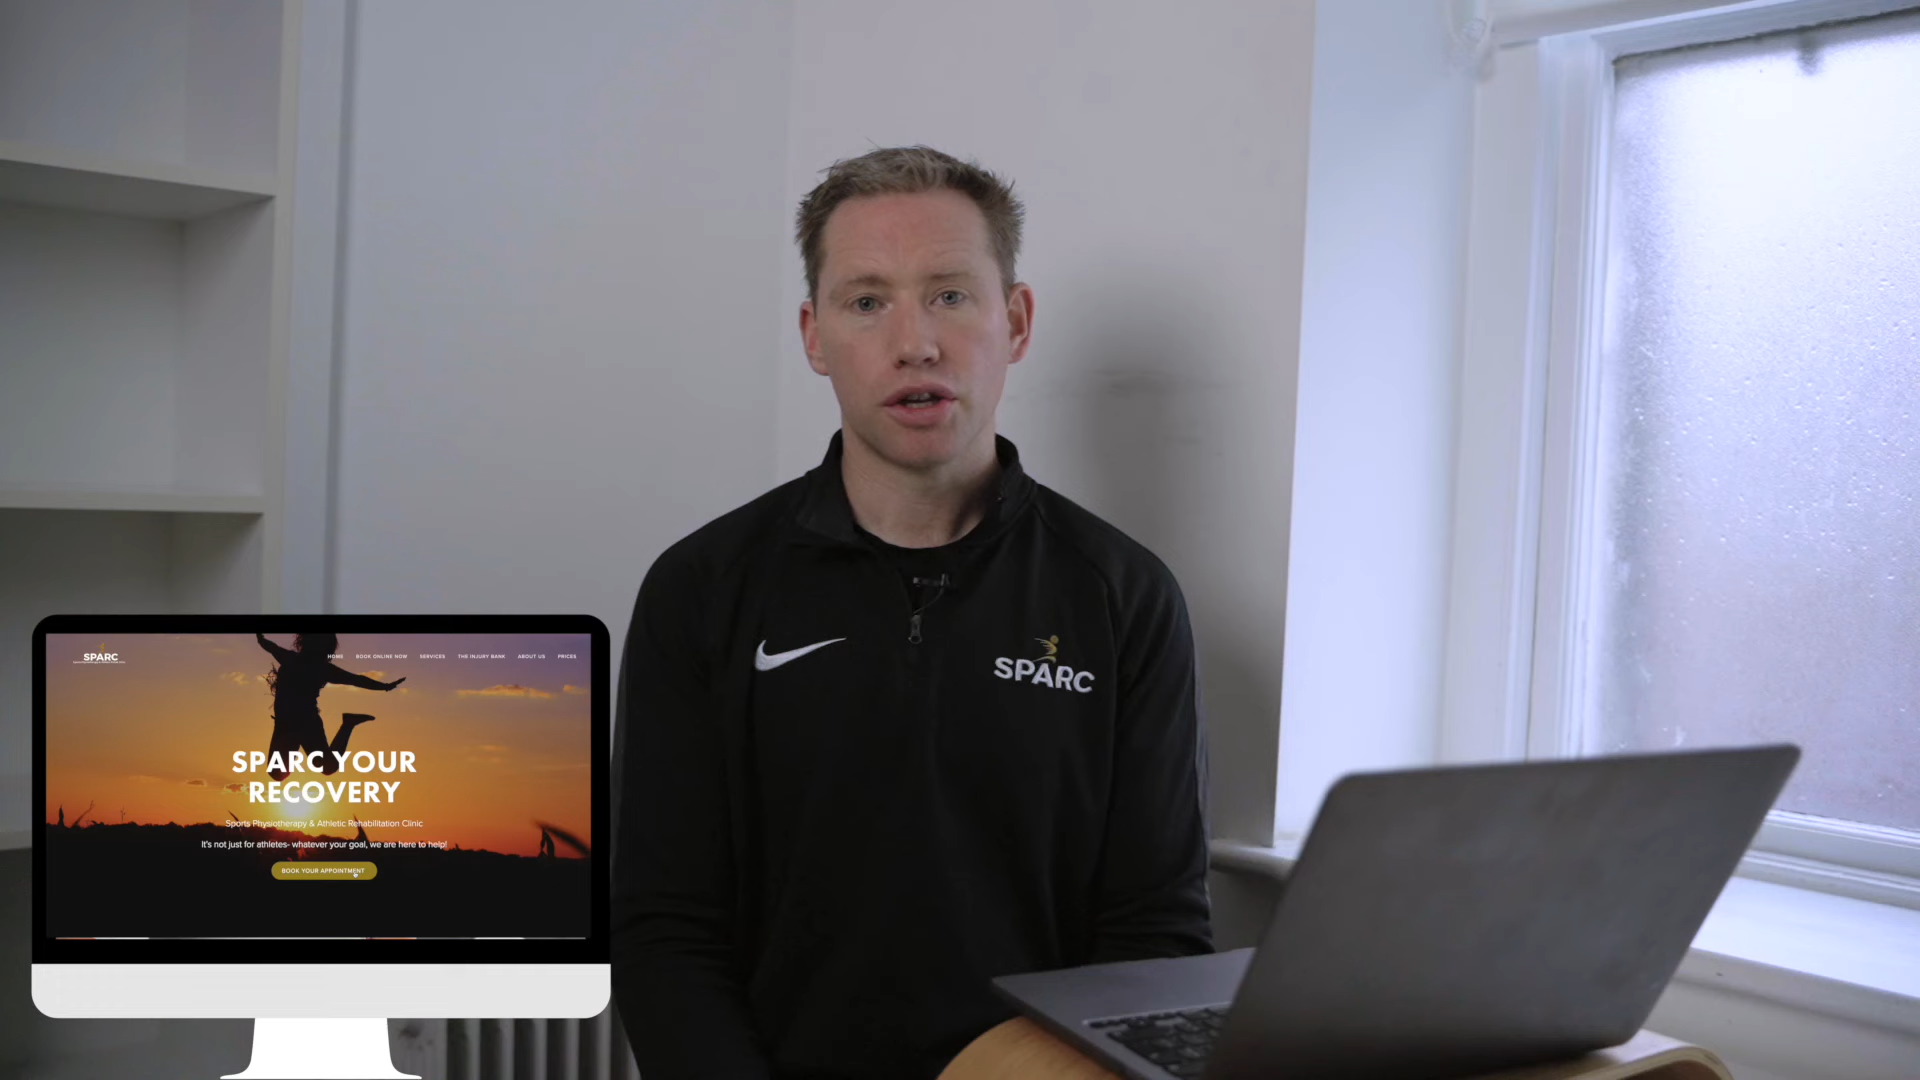 SPARC
SPARC
HOME BOOK ONLINE NOW SERVICES THE INJURY BANK ABOUT US PRICES
SPARC YOUR
RECOVERY
Sports Physiotherapy & Athletic Rehabilitation Clinic
It's not just for athletes- whatever your goal, we are here to help!
BOOK YOUR APPOINTMENT